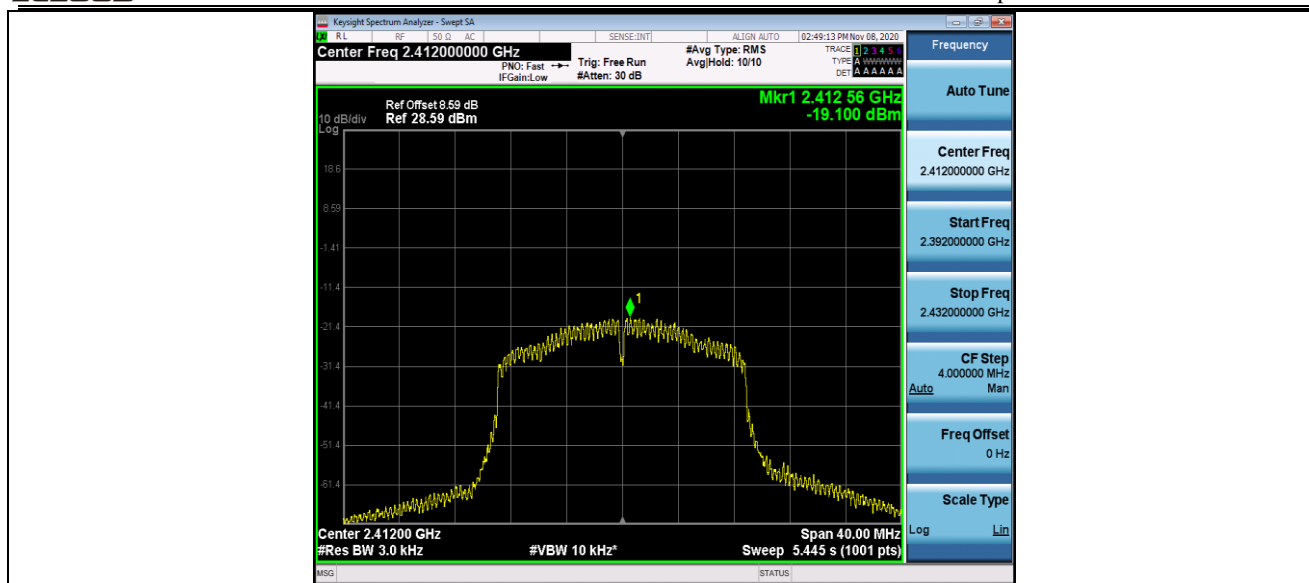 Keysight Spectrum Analyzer - Swept SA
RL RF 50 Ω AC SENSE:INT ALIGN AUTO 02:49:13 PM Nov 08, 2020
Center Freq 2.412000000 GHz #Avg Type: RMS TRACE 1 2 3 4 5 6
PNO: Fast Trig: Free Run Avg|Hold: 10/10 TYPE A WWWWW
IFGain:Low #Atten: 30 dB DET A A A A A A
Mkr1 2.412 56 GHz
Ref Offset 8.59 dB
10 dB/div Ref 28.59 dBm -19.100 dBm
Log
18.6
8.59
-1.41
-11.4
1
-21.4
-31.4
-41.4
-51.4
-61.4
Center 2.41200 GHz Span 40.00 MHz
#Res BW 3.0 kHz #VBW 10 kHz* Sweep 5.445 s (1001 pts)
MSG STATUS
Frequency
Auto Tune
Center Freq
2.412000000 GHz
Start Freq
2.392000000 GHz
Stop Freq
2.432000000 GHz
CF Step
4.000000 MHz
Auto Man
Freq Offset
0 Hz
Scale Type
Log Lin